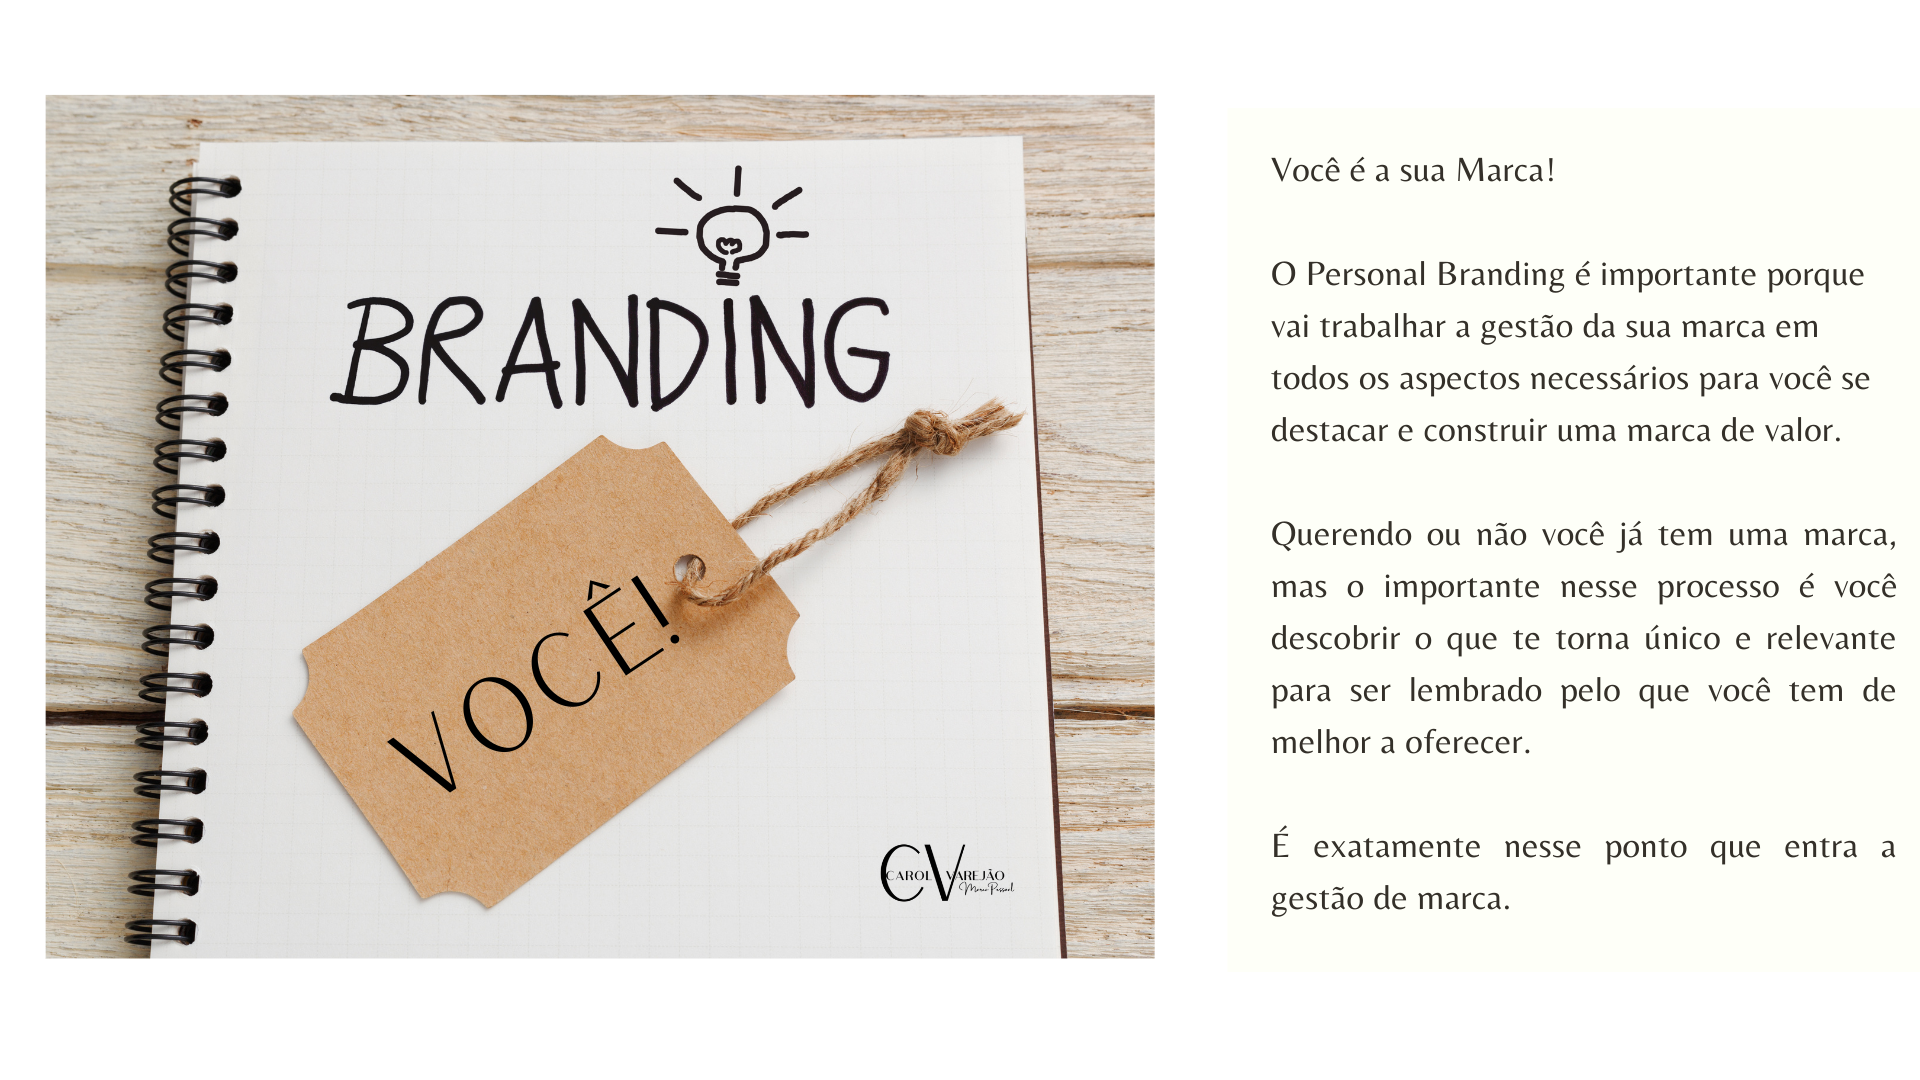 BRANDING
VOCÊ!
CV
CAROL VAREJÃO
Marca Pessoal
Você é a sua Marca!
O Personal Branding é importante porque
vai trabalhar a gestão da sua marca em
todos os aspectos necessários para você se
destacar e construir uma marca de valor.
Querendo ou não você já tem uma marca,
mas o importante nesse processo é você
descobrir o que te torna único e relevante
para ser lembrado pelo que você tem de
melhor a oferecer.
É exatamente nesse ponto que entra a
gestão de marca.